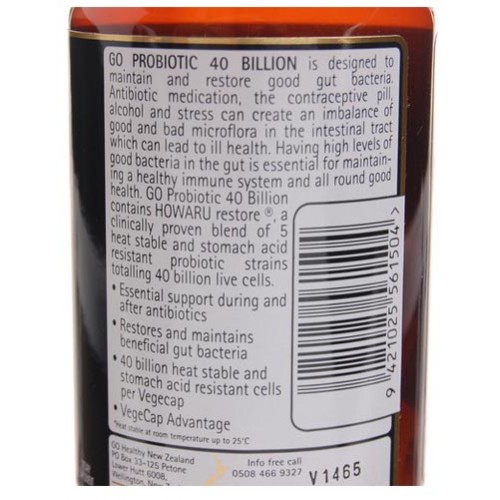 GO PROBIOTIC 40 BILLION is designed to
maintain and restore good gut bacteria.
Antibiotic medication, the contraceptive pill,
alcohol and stress can create an imbalance of
good and bad microflora in the intestinal tract
which can lead to ill health. Having high levels of
good bacteria in the gut is essential for maintain-
ing a healthy immune system and all round good
health. GO Probiotic 40 Billion
contains HOWARU restore ®, a
clinically proven blend of 5
heat stable and stomach acid
resistant probiotic strains
totalling 40 billion live cells.
• Essential support during and
after antibiotics
• Restores and maintains
beneficial gut bacteria
• 40 billion heat stable and
stomach acid resistant cells
per Vegecap
• VegeCap Advantage
*Heat stable at room temperature up to 25°C
GO Healthy New Zealand
PO Box 33-125 Petone
Lower Hutt 6008,
Wellington, New Z
Info free call
0508 466 9327
V1465
9 421025 561504 >